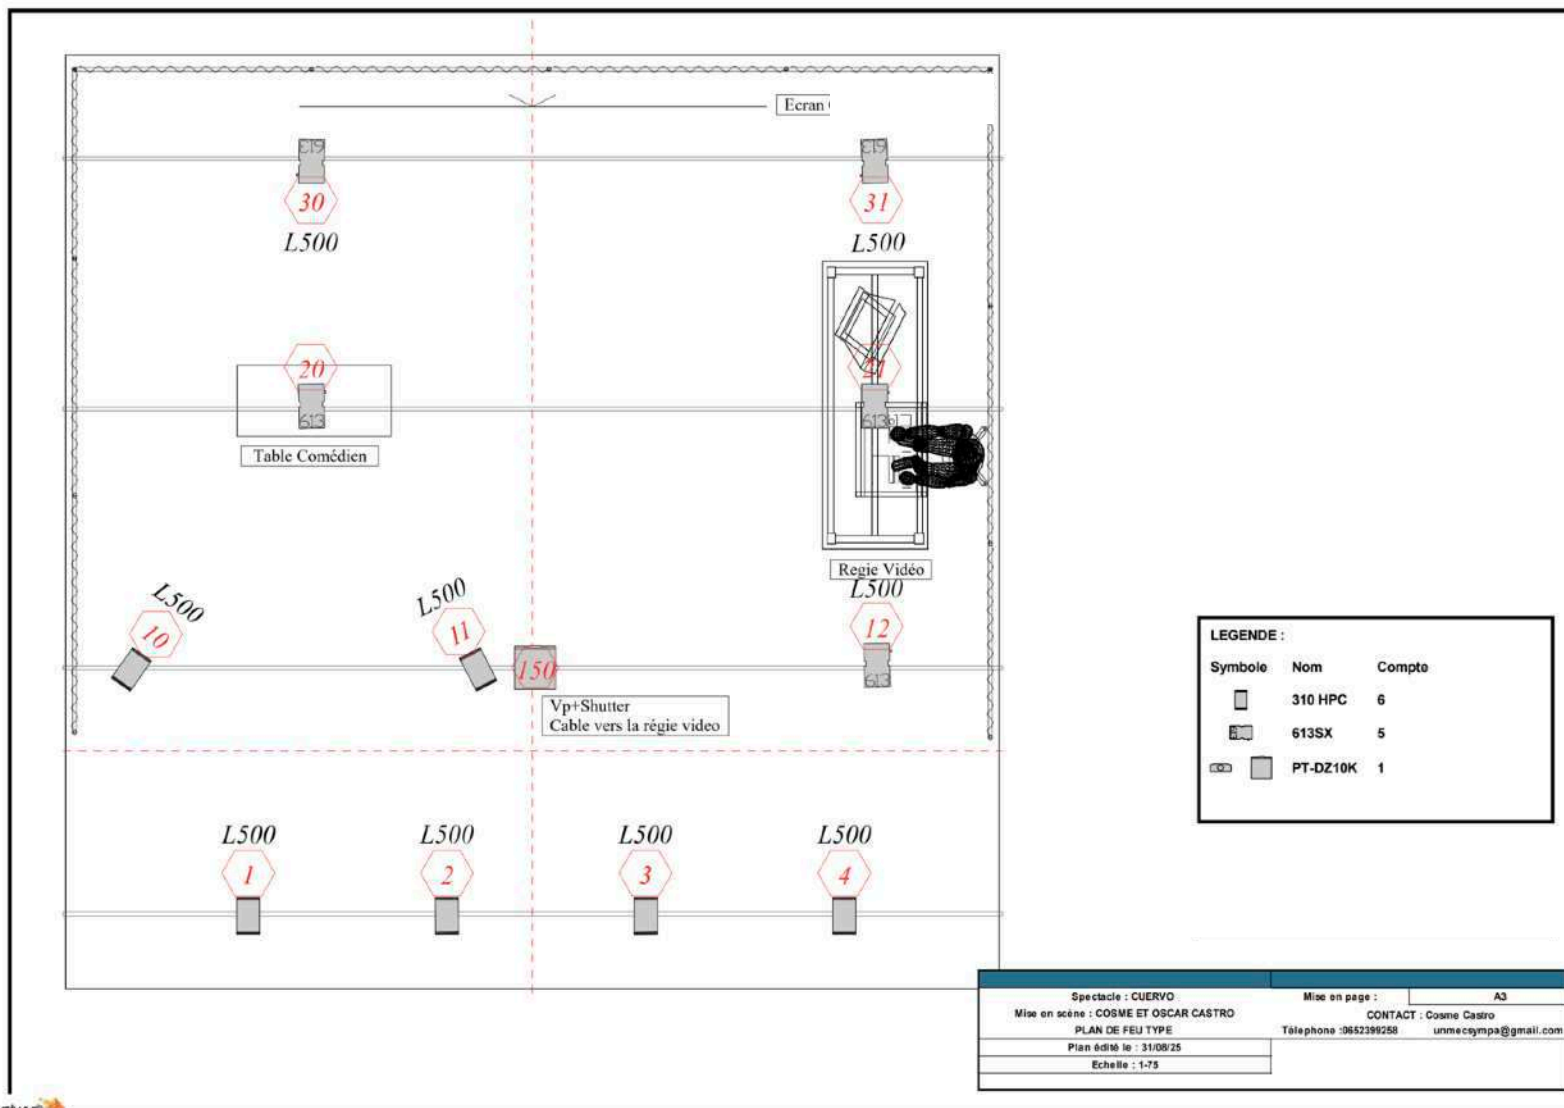 Ecran
613
613
30
31
L500
L500
20
21
613
613
Table Comédien
Regie Vidéo
L500
L500
L500
10
11
12
150
613
Vp+Shutter
Cable vers la régie video
L500
L500
L500
L500
1
2
3
4
LEGENDE :
Symbole Nom Compte
310 HPC 6
613SX 5
PT-DZ10K 1
Spectacle : CUERVO
Mise en page : A3
Mise en scène : COSME ET OSCAR CASTRO
CONTACT : Cosme Castro
PLAN DE FEU TYPE
Télephone :0652399258 unmecsympa@gmail.com
Plan édité le : 31/08/25
Echelle : 1-75